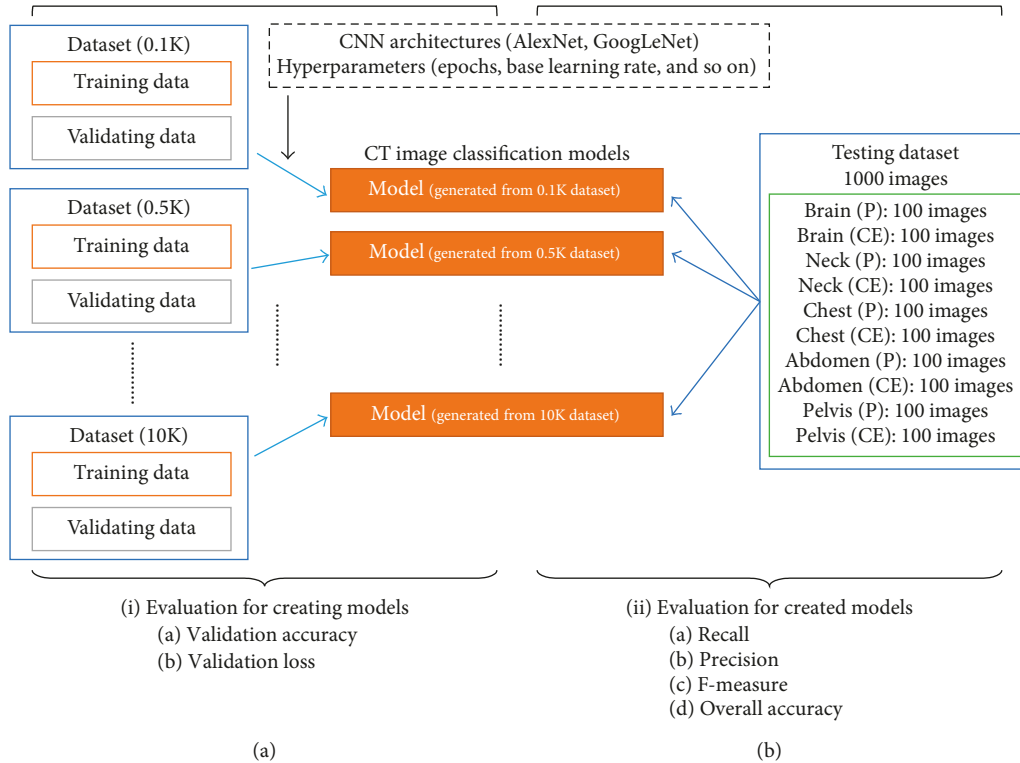 Dataset (0.1K)
Training data
Validating data
CNN architectures (AlexNet, GoogLeNet)
Hyperparameters (epochs, base learning rate, and so on)
Dataset (0.5K)
Training data
Validating data
Dataset (10K)
Training data
Validating data
CT image classification models
Model (generated from 0.1K dataset)
Model (generated from 0.5K dataset)
Model (generated from 10K dataset)
Testing dataset
1000 images
Brain (P): 100 images
Brain (CE): 100 images
Neck (P): 100 images
Neck (CE): 100 images
Chest (P): 100 images
Chest (CE): 100 images
Abdomen (P): 100 images
Abdomen (CE): 100 images
Pelvis (P): 100 images
Pelvis (CE): 100 images
(i) Evaluation for creating models
(a) Validation accuracy
(b) Validation loss
(a)
(ii) Evaluation for created models
(a) Recall
(b) Precision
(c) F-measure
(d) Overall accuracy
(b)